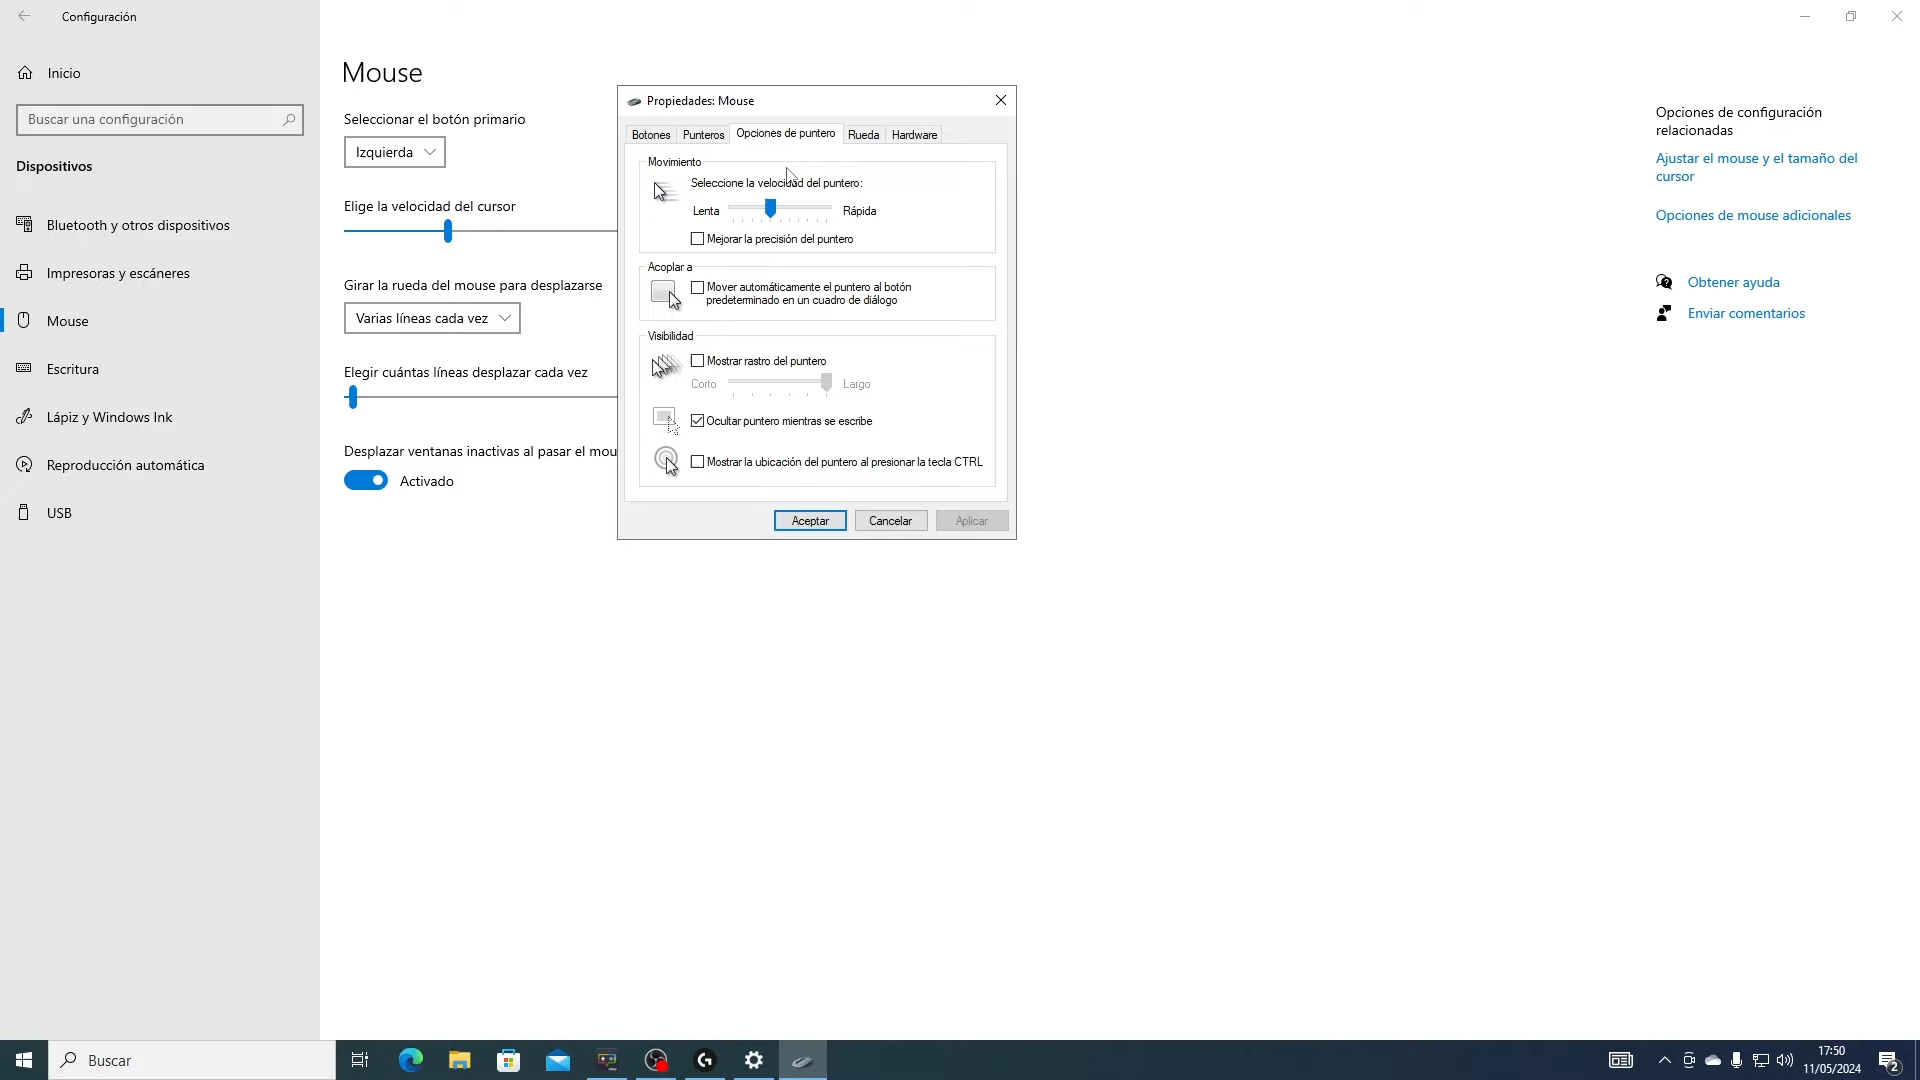 Configuración
Inicio
Buscar una configuración
Dispositivos
Bluetooth y otros dispositivos
Impresoras y escáneres
Mouse
Escritura
Lápiz y Windows Ink
Reproducción automática
USB
Mouse
Seleccionar el botón primario
Izquierda
Elige la velocidad del cursor
Girar la rueda del mouse para desplazarse
Varias líneas cada vez
Elegir cuántas líneas desplazar cada vez
Desplazar ventanas inactivas al pasar el mou
Activado
Propiedades: Mouse
Botones
Punteros
Opciones de puntero
Rueda
Hardware
Movimiento
Seleccione la velocidad del puntero:
Lenta
Rápida
Mejorar la precisión del puntero
Acoplar a
Mover automáticamente el puntero al botón
predeterminado en un cuadro de diálogo
Visibilidad
Mostrar rastro del puntero
Corto
Largo
Ocultar puntero mientras se escribe
Mostrar la ubicación del puntero al presionar la tecla CTRL
Aceptar
Cancelar
Aplicar
Opciones de configuración
relacionadas
Ajustar el mouse y el tamaño del
cursor
Opciones de mouse adicionales
Obtener ayuda
Enviar comentarios
Buscar
17:50
11/05/2024
2